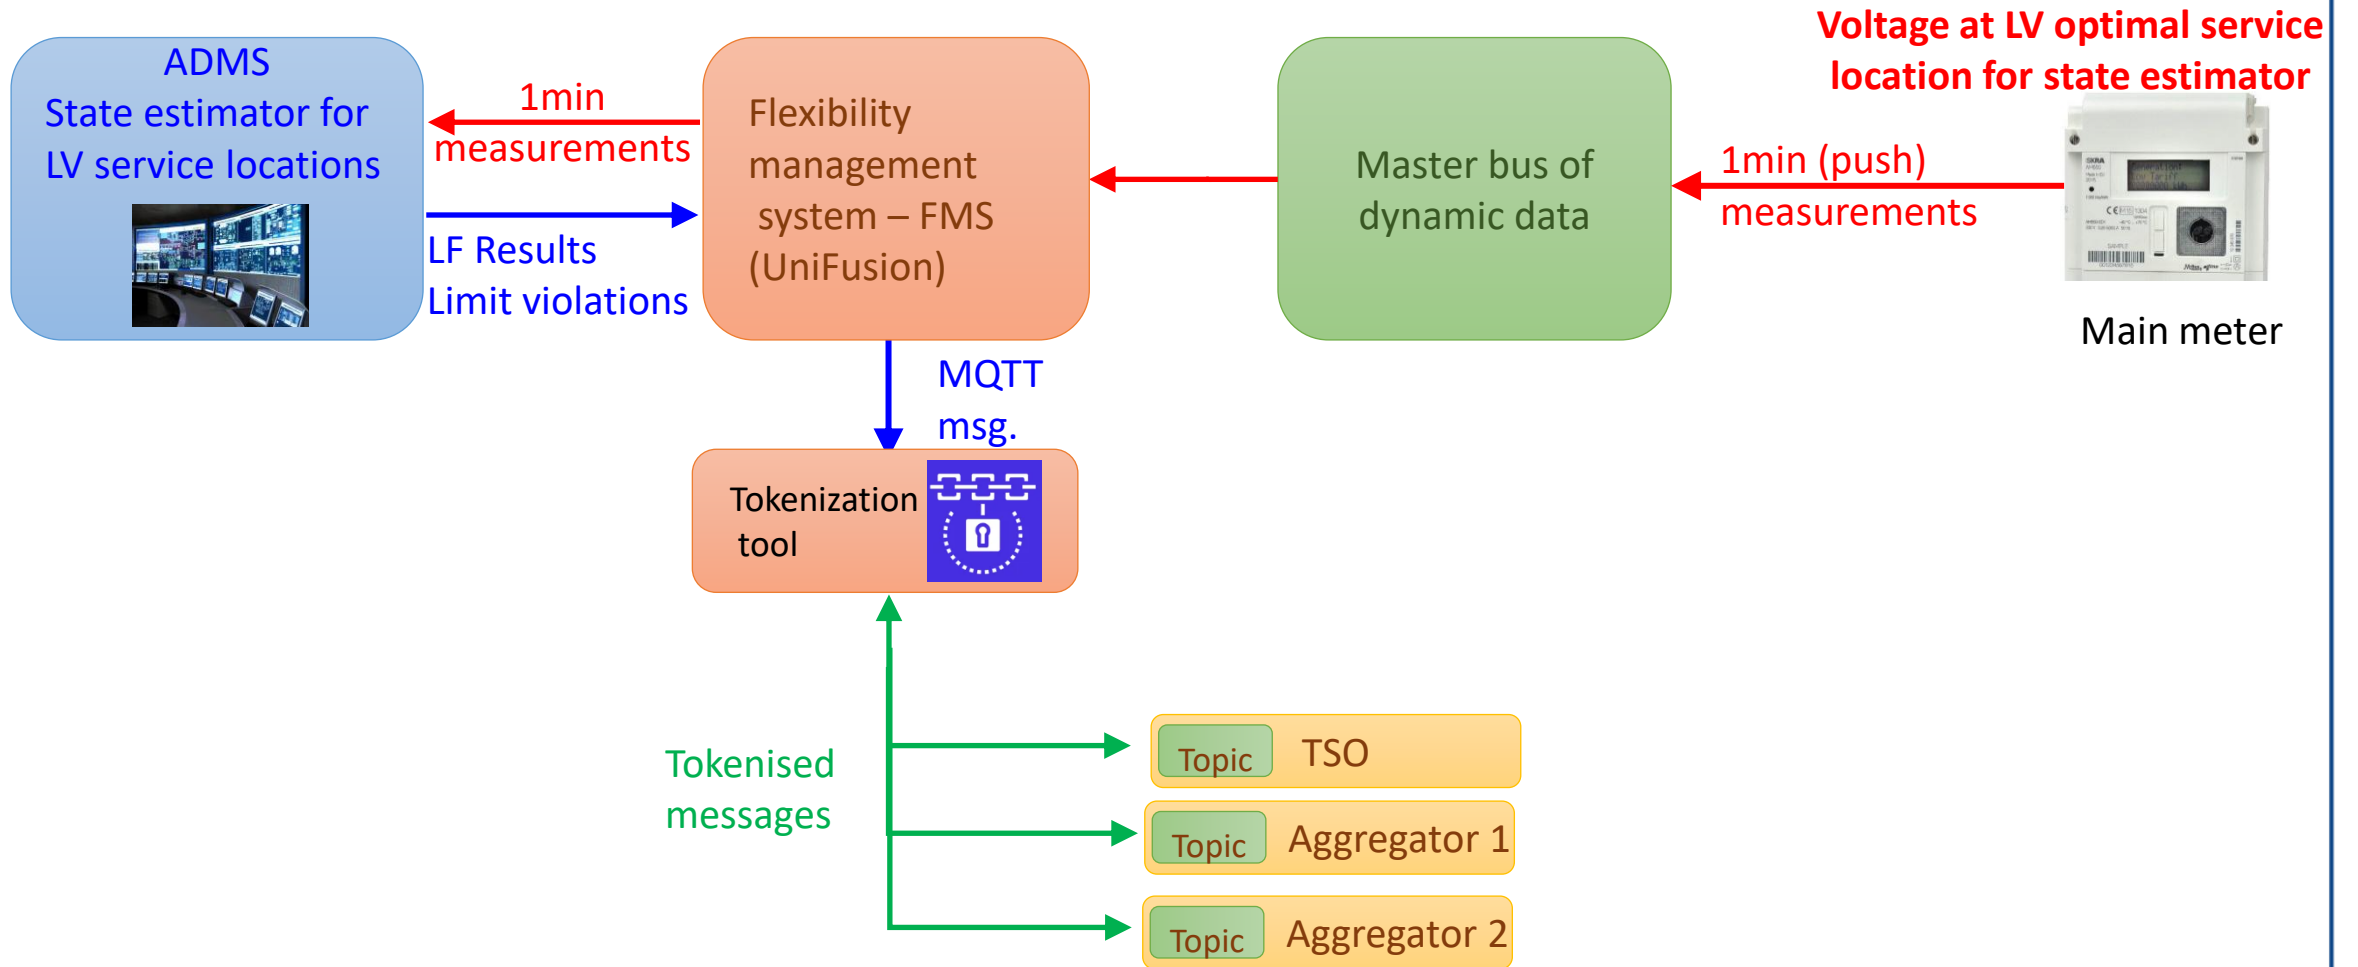 Voltage at LV optimal service
location for state estimator
ADMS
State estimator for
LV service locations
1min
measurements
LF Results
Limit violations
Flexibility
management
system – FMS
(UniFusion)
Master bus of
dynamic data
1min (push)
measurements
Main meter
MQTT
msg.
Tokenization
tool
Tokenised
messages
Topic TSO
Topic Aggregator 1
Topic Aggregator 2